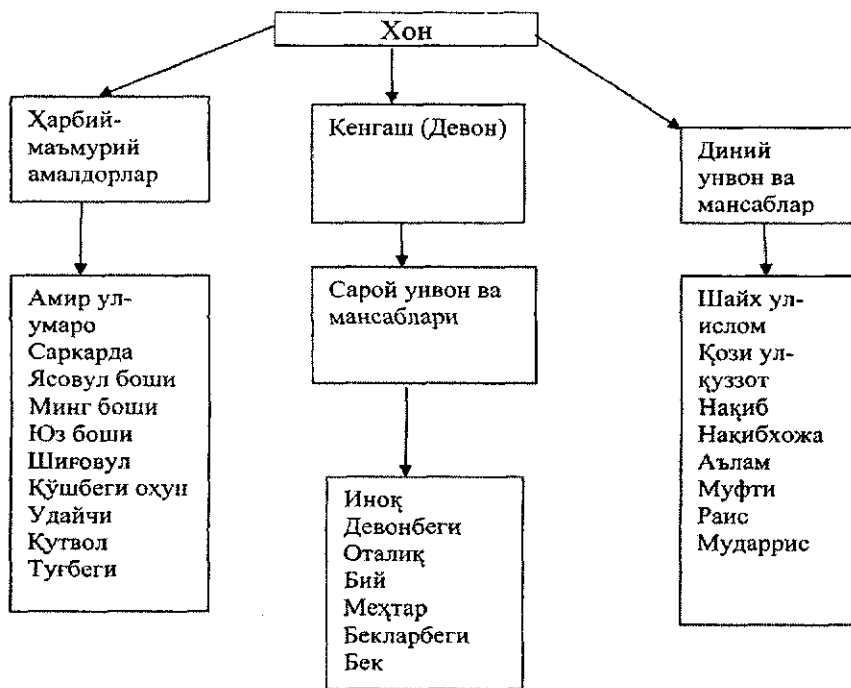 Хон
Ҳарбий-
маъмурий
амалдорлар
Кенгаш (Девон)
Диний
унвон ва
мансаблар
Амир ул-
умаро
Саркарда
Ясовул боши
Минг боши
Юз боши
Шиғовул
Қўшбеги оҳун
Удайчи
Қутвол
Туғбеги
Сарой унвон ва
мансаблари
Шайх ул-
ислом
Қози ул-
қуззот
Нақиб
Нақибхожа
Аълам
Муфти
Раис
Мударрис
Иноқ
Девонбеги
Оталиқ
Бий
Меҳтар
Бекларбеги
Бек